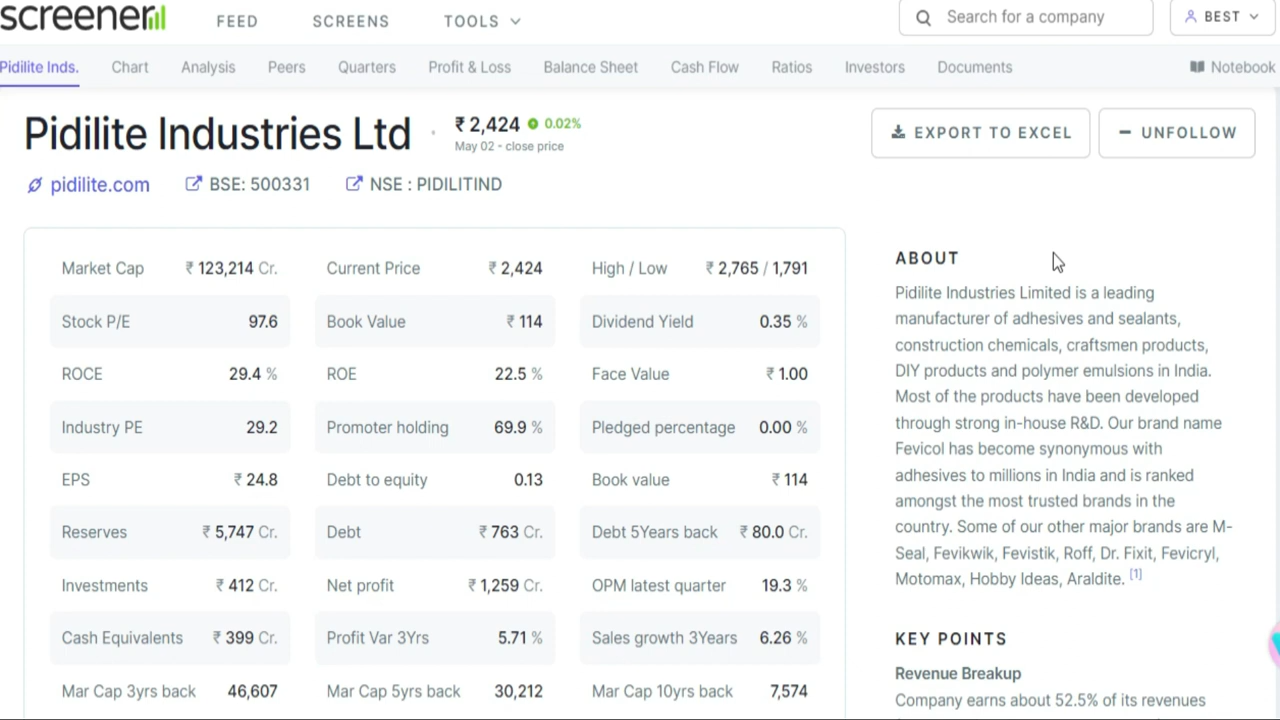 screener
FEED SCREENS TOOLS
Search for a company
BEST
Pidilite Inds. Chart Analysis Peers Quarters Profit & Loss Balance Sheet Cash Flow Ratios Investors Documents Notebook
Pidilite Industries Ltd
₹ 2,424 0.02%
May 02 - close price
EXPORT TO EXCEL
UNFOLLOW
pidilite.com BSE: 500331 NSE : PIDILITIND
Market Cap ₹ 123,214 Cr. Current Price ₹ 2,424 High / Low ₹ 2,765 / 1,791
Stock P/E 97.6 Book Value ₹ 114 Dividend Yield 0.35 %
ROCE 29.4 % ROE 22.5 % Face Value ₹ 1.00
Industry PE 29.2 Promoter holding 69.9 % Pledged percentage 0.00 %
EPS ₹ 24.8 Debt to equity 0.13 Book value ₹ 114
Reserves ₹ 5,747 Cr. Debt ₹ 763 Cr. Debt 5Years back ₹ 80.0 Cr.
Investments ₹ 412 Cr. Net profit ₹ 1,259 Cr. OPM latest quarter 19.3 %
Cash Equivalents ₹ 399 Cr. Profit Var 3Yrs 5.71 % Sales growth 3Years 6.26 %
Mar Cap 3yrs back 46,607 Mar Cap 5yrs back 30,212 Mar Cap 10yrs back 7,574
ABOUT
Pidilite Industries Limited is a leading
manufacturer of adhesives and sealants,
construction chemicals, craftsmen products,
DIY products and polymer emulsions in India.
Most of the products have been developed
through strong in-house R&D. Our brand name
Fevicol has become synonymous with
adhesives to millions in India and is ranked
amongst the most trusted brands in the
country. Some of our other major brands are M-
Seal, Fevikwik, Fevistik, Roff, Dr. Fixit, Fevicryl,
Motomax, Hobby Ideas, Araldite. [1]
KEY POINTS
Revenue Breakup
Company earns about 52.5% of its revenues